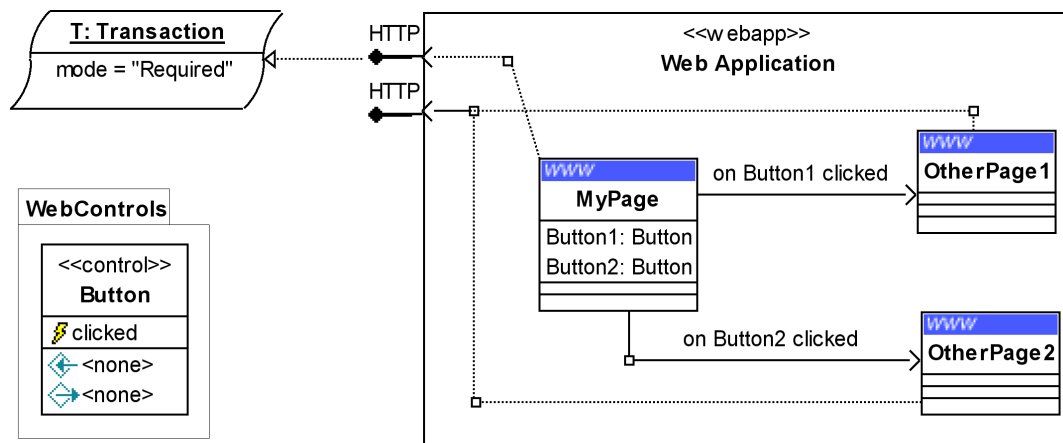 T: Transaction
mode = "Required"
HTTP
HTTP
<<webapp>>
Web Application
WWW
MyPage
Button1: Button
Button2: Button
on Button1 clicked
WWW
OtherPage1
on Button2 clicked
WWW
OtherPage2
WebControls
<<control>>
Button
clicked
<none>
<none>